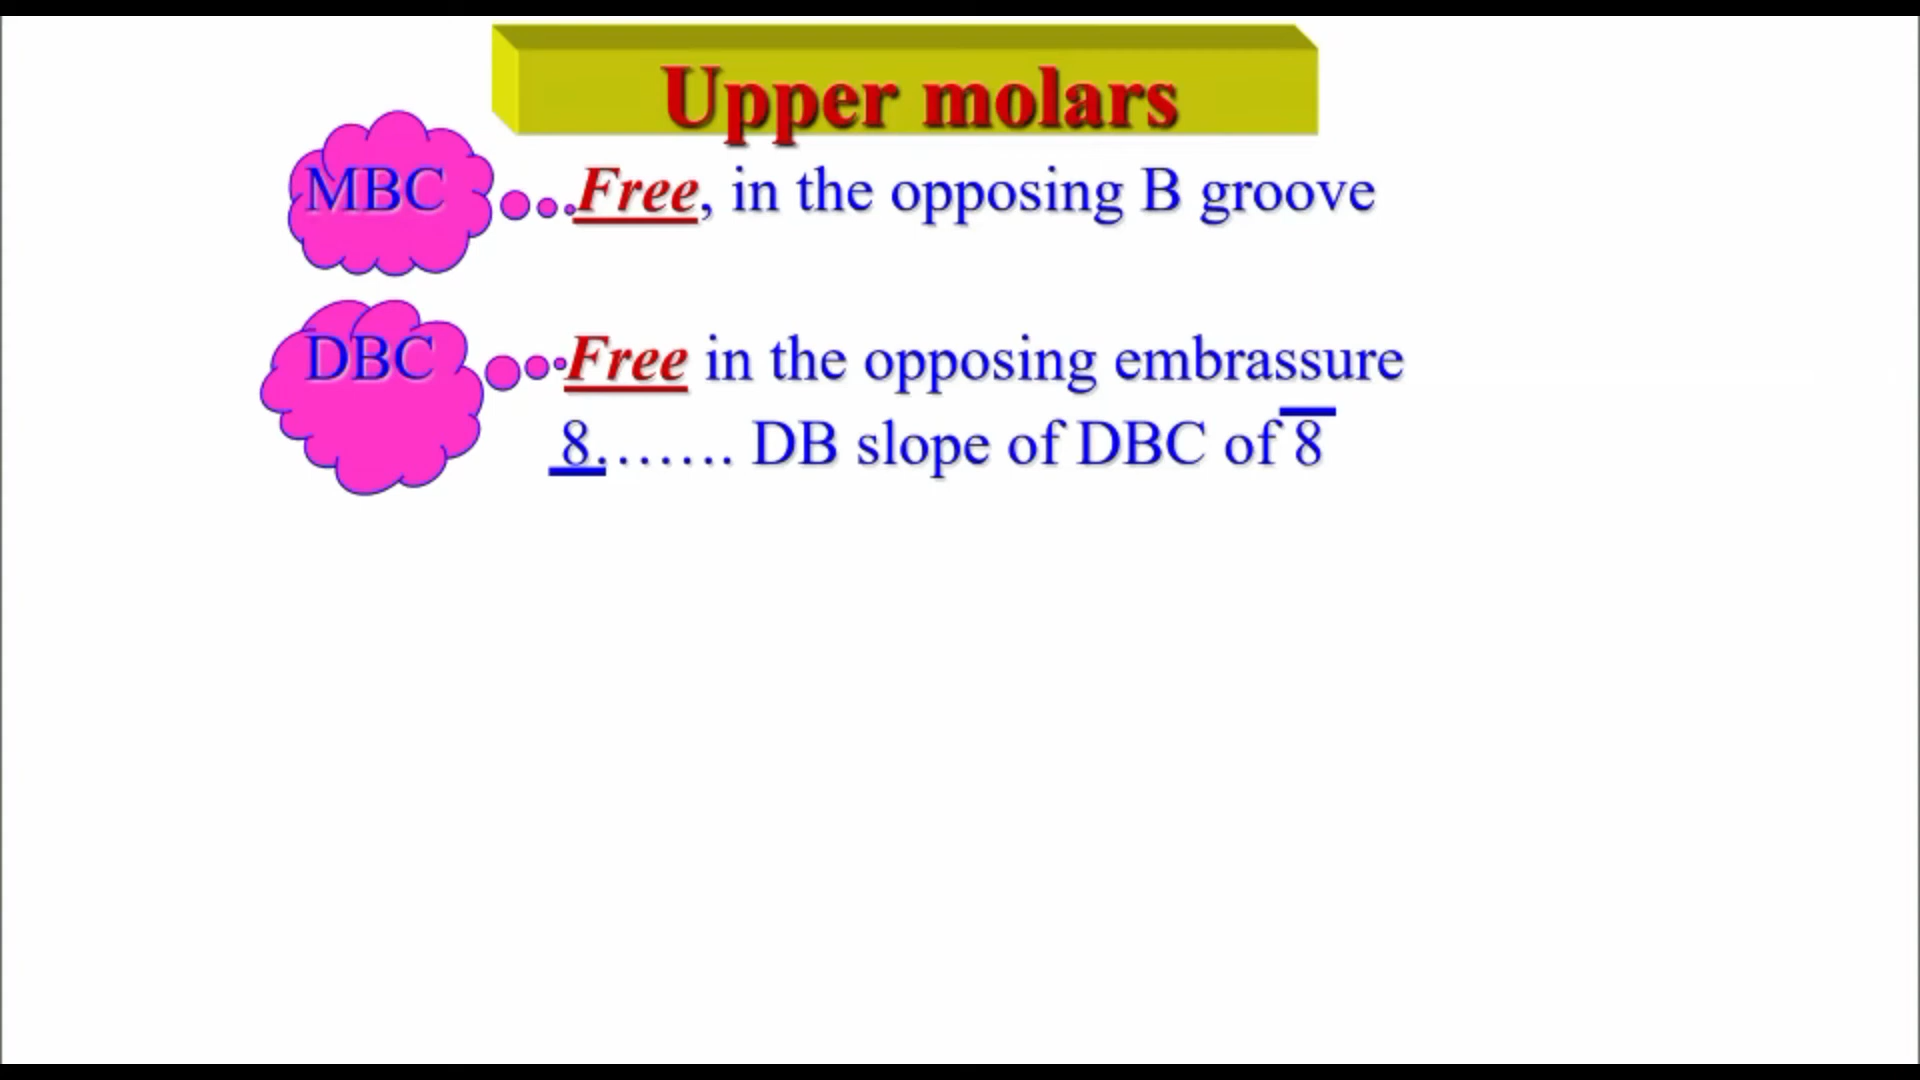 Upper molars
MBC Free, in the opposing B groove
DBC Free in the opposing embrassure
8....... DB slope of DBC of 8